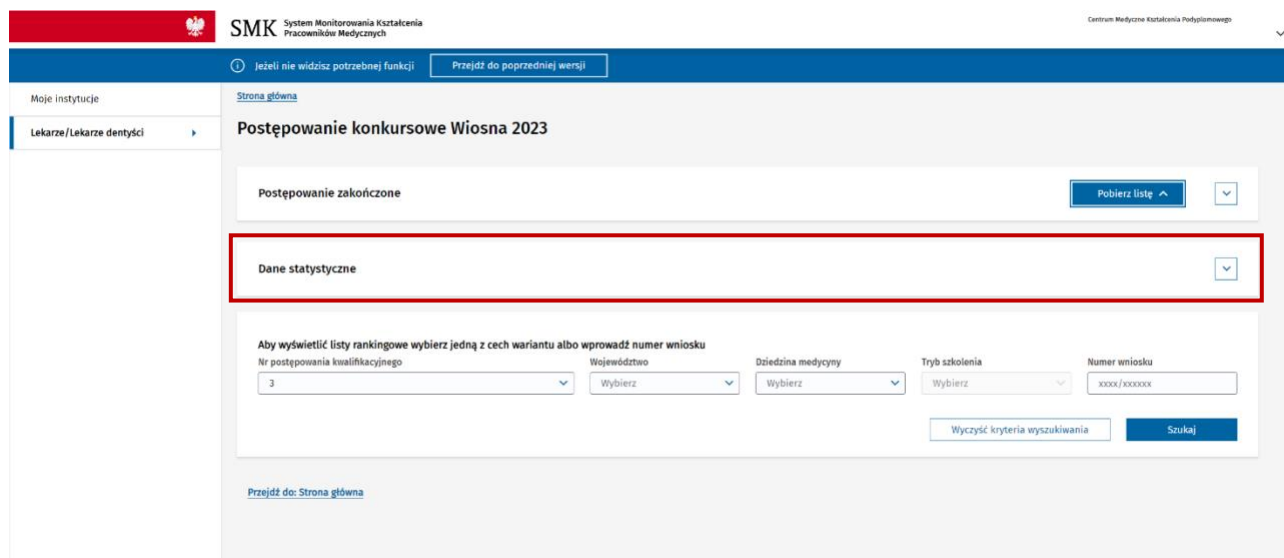 SMK System Monitorowania Kształcenia
Pracowników Medycznych
Centrum Medyczne Kształcenia Podyplomowego
Jeżeli nie widzisz potrzebnej funkcji Przejdź do poprzedniej wersji
Moje instytucje
Lekarze/Lekarze dentyści
Strona główna
Postępowanie konkursowe Wiosna 2023
Postępowanie zakończone Pobierz listę
Dane statystyczne
Aby wyświetlić listy rankingowe wybierz jedną z cech wariantu albo wprowadź numer wniosku
Nr postępowania kwalifikacyjnego Województwo Dziedzina medycyny Tryb szkolenia Numer wniosku
3 Wybierz Wybierz Wybierz xxxx/xxxxxx
Wyczyść kryteria wyszukiwania Szukaj
Przejdź do: Strona główna